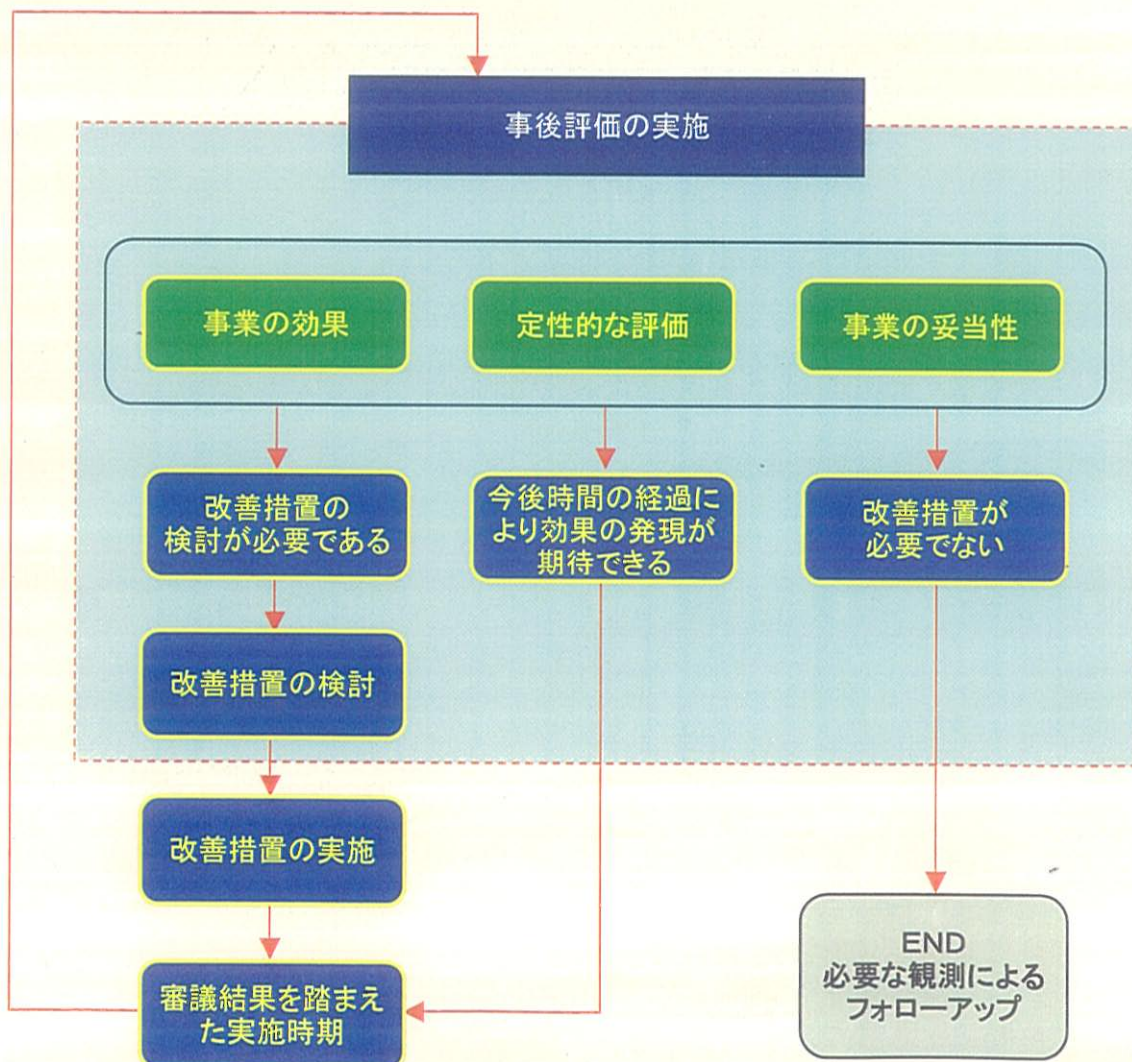 事後評価の実施
事業の効果
定性的な評価
事業の妥当性
改善措置の
検討が必要である
今後時間の経過に
より効果の発現が
期待できる
改善措置が
必要でない
改善措置の検討
改善措置の実施
審議結果を踏まえ
た実施時期
END
必要な観測による
フォローアップ